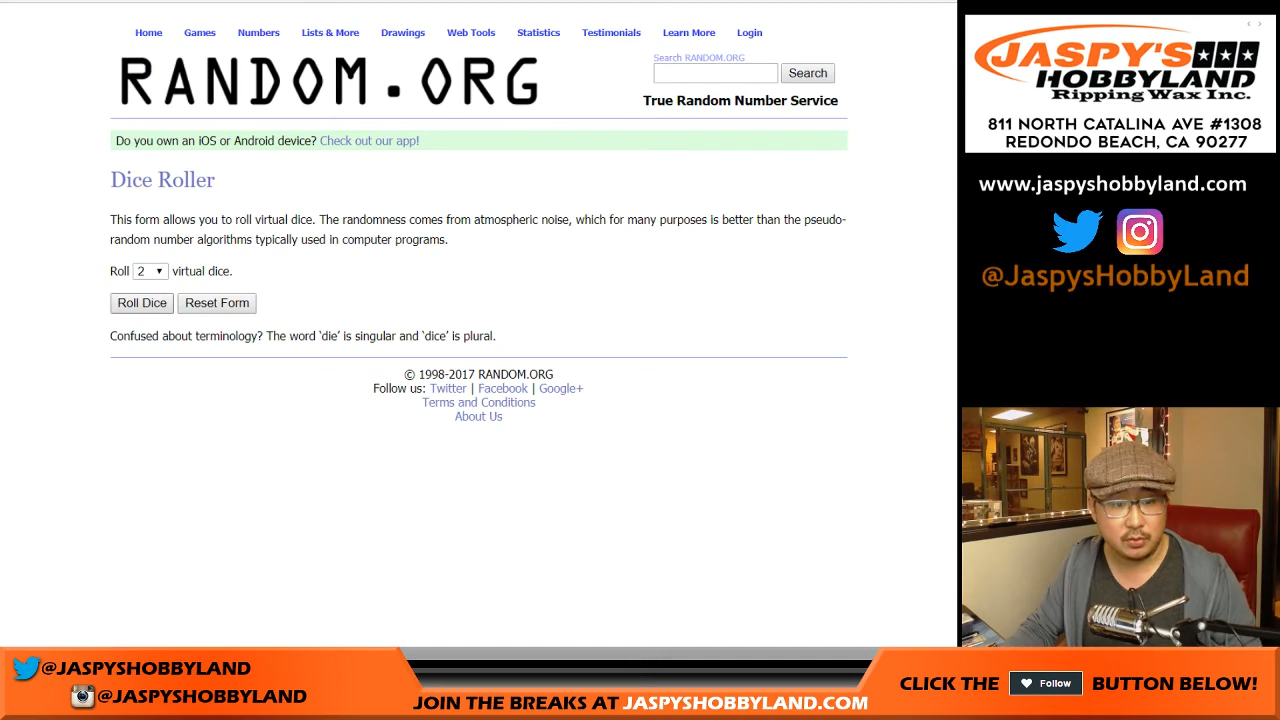 Home Games Numbers Lists & More Drawings Web Tools Statistics Testimonials Learn More Login
RANDOM.ORG
Search RANDOM.ORG
Search
True Random Number Service
Do you own an iOS or Android device? Check out our app!
Dice Roller
This form allows you to roll virtual dice. The randomness comes from atmospheric noise, which for many purposes is better than the pseudo-
random number algorithms typically used in computer programs.
Roll 2 virtual dice.
Roll Dice Reset Form
Confused about terminology? The word ‘die’ is singular and ‘dice’ is plural.
© 1998-2017 RANDOM.ORG
Follow us: Twitter | Facebook | Google+
Terms and Conditions
About Us
JASPY'S
HOBBYLAND
Ripping Wax Inc.
811 NORTH CATALINA AVE #1308
REDONDO BEACH, CA 90277
www.jaspyshobbyland.com
@JaspysHobbyLand
@JASPYSHOBBYLAND
@JASPYSHOBBYLAND
JOIN THE BREAKS AT JASPYSHOBBYLAND.COM
CLICK THE Follow BUTTON BELOW!